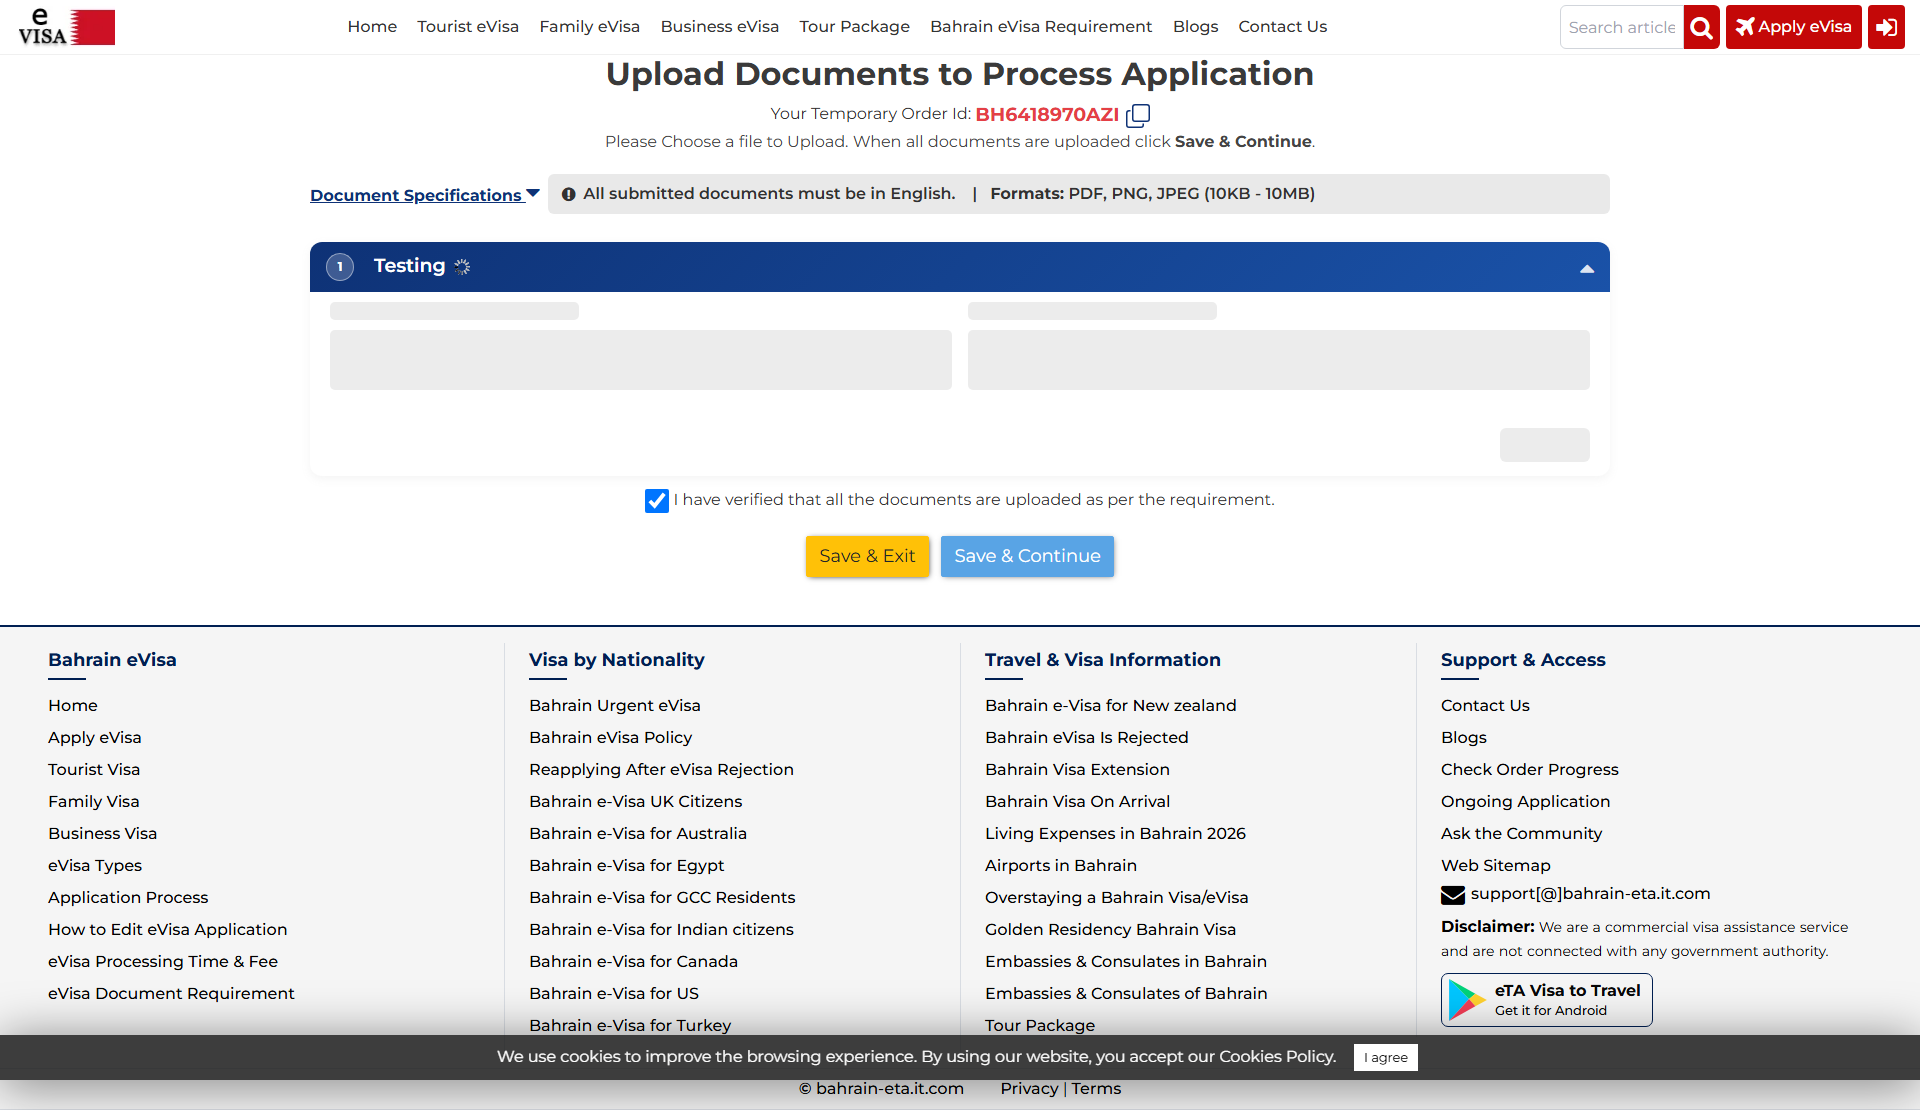 e
VISA
Home Tourist eVisa Family eVisa Business eVisa Tour Package Bahrain eVisa Requirement Blogs Contact Us
Search article
Apply eVisa
Upload Documents to Process Application
Your Temporary Order Id: BH6418970AZI
Please Choose a file to Upload. When all documents are uploaded click Save & Continue.
Document Specifications
All submitted documents must be in English. | Formats: PDF, PNG, JPEG (10KB - 10MB)
1 Testing
I have verified that all the documents are uploaded as per the requirement.
Save & Exit Save & Continue
Bahrain eVisa
Home
Apply eVisa
Tourist Visa
Family Visa
Business Visa
eVisa Types
Application Process
How to Edit eVisa Application
eVisa Processing Time & Fee
eVisa Document Requirement
Visa by Nationality
Bahrain Urgent eVisa
Bahrain eVisa Policy
Reapplying After eVisa Rejection
Bahrain e-Visa UK Citizens
Bahrain e-Visa for Australia
Bahrain e-Visa for Egypt
Bahrain e-Visa for GCC Residents
Bahrain e-Visa for Indian citizens
Bahrain e-Visa for Canada
Bahrain e-Visa for US
Bahrain e-Visa for Turkey
Travel & Visa Information
Bahrain e-Visa for New zealand
Bahrain eVisa Is Rejected
Bahrain Visa Extension
Bahrain Visa On Arrival
Living Expenses in Bahrain 2026
Airports in Bahrain
Overstaying a Bahrain Visa/eVisa
Golden Residency Bahrain Visa
Embassies & Consulates in Bahrain
Embassies & Consulates of Bahrain
Tour Package
Support & Access
Contact Us
Blogs
Check Order Progress
Ongoing Application
Ask the Community
Web Sitemap
support[@]bahrain-eta.it.com
Disclaimer: We are a commercial visa assistance service
and are not connected with any government authority.
eTA Visa to Travel
Get it for Android
We use cookies to improve the browsing experience. By using our website, you accept our Cookies Policy. I agree
© bahrain-eta.it.com Privacy | Terms